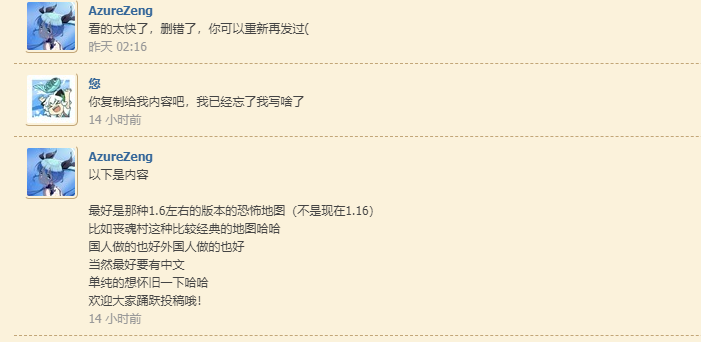 AzureZeng
看的太快了，删错了，你可以重新再发过(
昨天 02:16
您
你复制给我内容吧，我已经忘了我写啥了
14 小时前
AzureZeng
以下是内容
最好是那种1.6左右的版本的恐怖地图（不是现在1.16）
比如丧魂村这种比较经典的地图哈哈
国人做的也好外国人做的也好
当然最好要有中文
单纯的想怀旧一下哈哈
欢迎大家踊跃投稿哦！
14 小时前